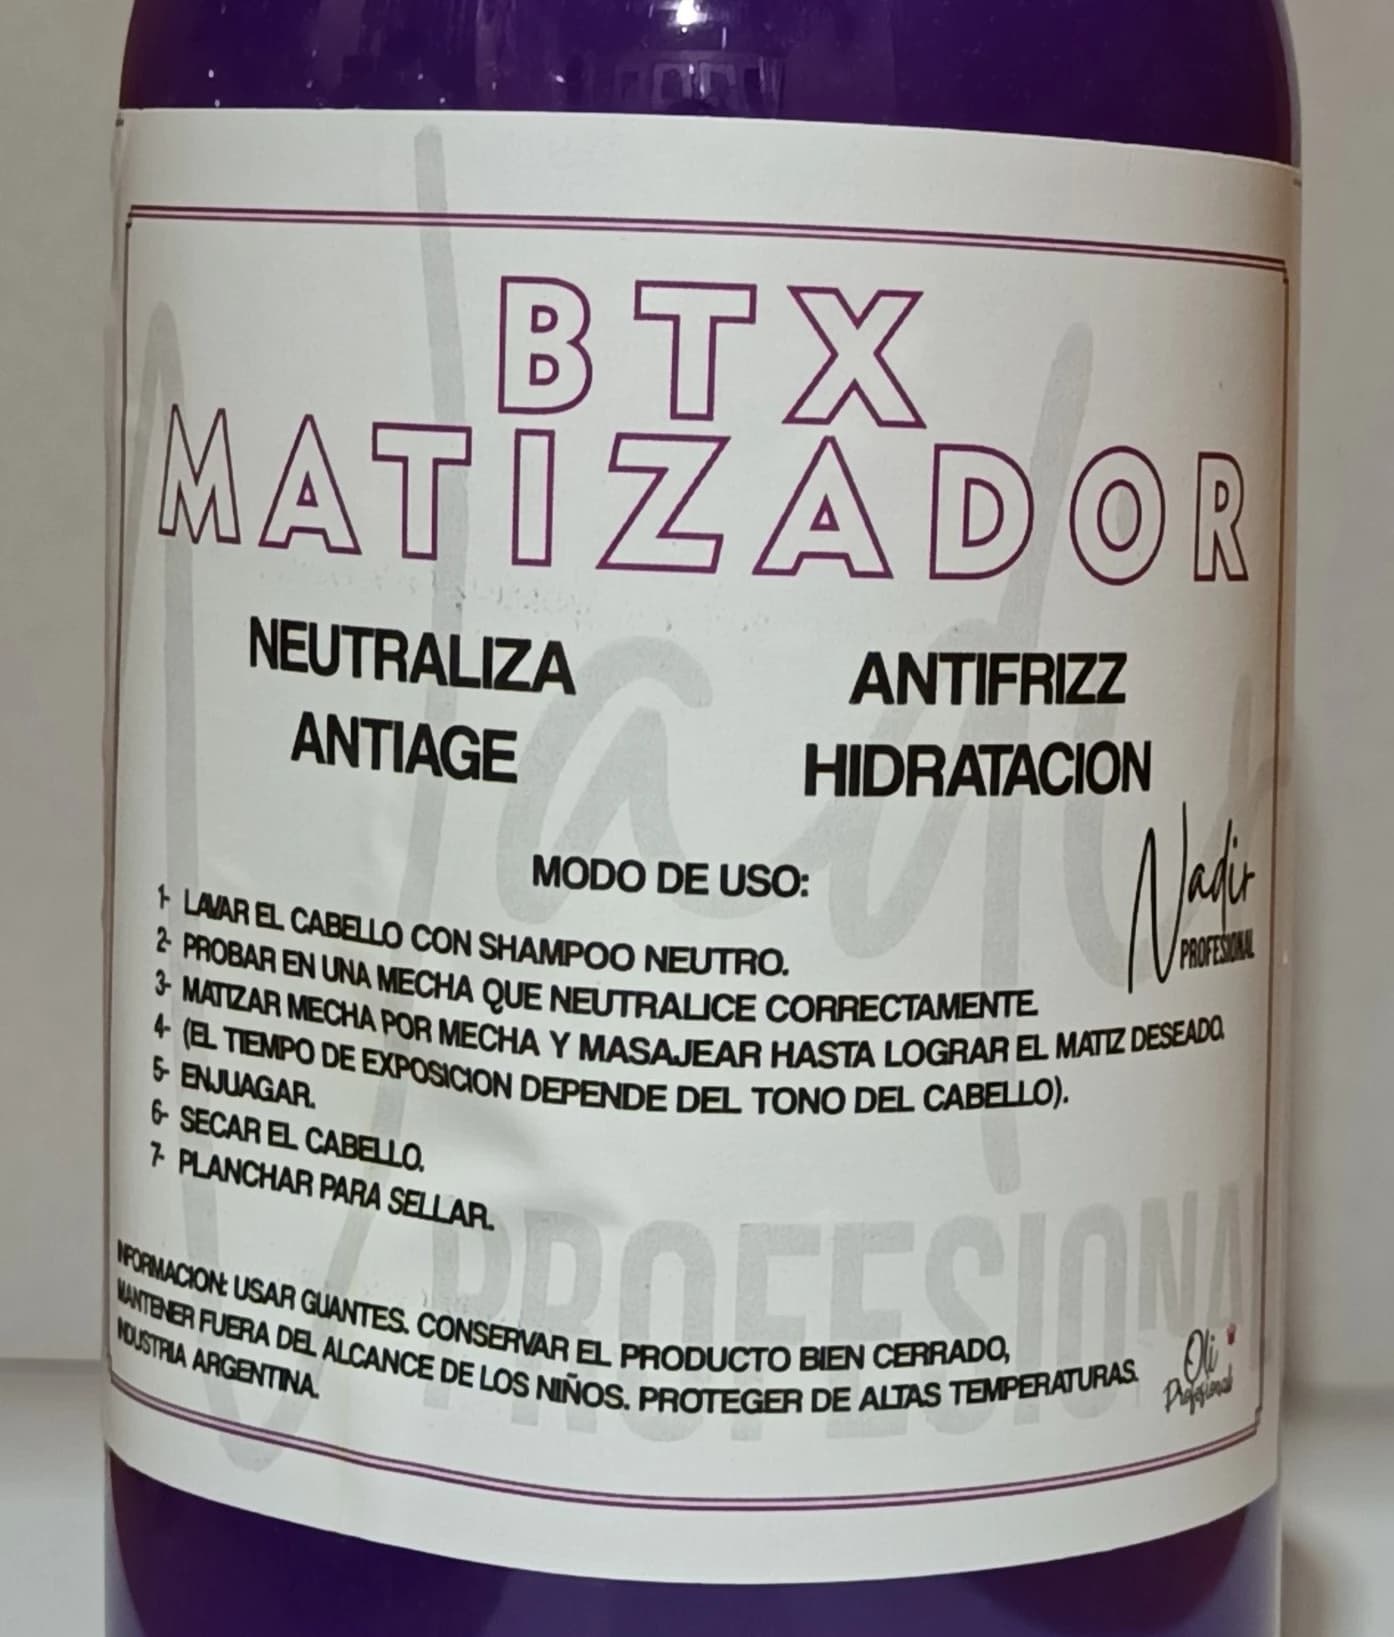 BTX
MATIZADOR
NEUTRALIZA
ANTIFRIZZ
ANTIAGE
HIDRATACION
Nadir
PROFESIONAL
MODO DE USO:
1- LAVAR EL CABELLO CON SHAMPOO NEUTRO.
2- PROBAR EN UNA MECHA QUE NEUTRALICE CORRECTAMENTE.
3- MATIZAR MECHA POR MECHA Y MASAJEAR HASTA LOGRAR EL MATIZ DESEADO.
4- (EL TIEMPO DE EXPOSICION DEPENDE DEL TONO DEL CABELLO).
5- ENJUAGAR.
6- SECAR EL CABELLO.
7- PLANCHAR PARA SELLAR.
INFORMACION: USAR GUANTES. CONSERVAR EL PRODUCTO BIEN CERRADO,
MANTENER FUERA DEL ALCANCE DE LOS NIÑOS. PROTEGER DE ALTAS TEMPERATURAS.
INDUSTRIA ARGENTINA.
Oli
Profesional
Nadir
PROFESIONAL